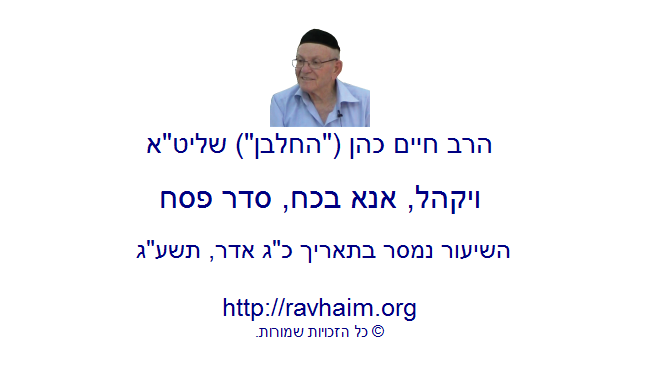 הרב חיים כהן ("החלבן") שליט"א
ויקהל, אנא בכח, סדר פסח
השיעור נמסר בתאריך כ"ג אדר, תשע"ג
http://ravhaim.org
© כל הזכויות שמורות.